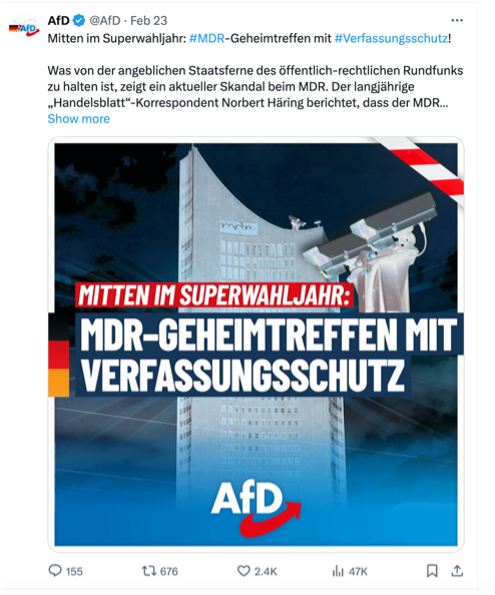 AfD @AfD · Feb 23
Mitten im Superwahljahr: #MDR-Geheimtreffen mit #Verfassungsschutz!
Was von der angeblichen Staatsferne des öffentlich-rechtlichen Rundfunks
zu halten ist, zeigt ein aktueller Skandal beim MDR. Der langjährige
„Handelsblatt“-Korrespondent Norbert Häring berichtet, dass der MDR...
Show more
mdr
MITTEN IM SUPERWAHLJAHR:
MDR-GEHEIMTREFFEN MIT
VERFASSUNGSSCHUTZ
AfD
155 676 2.4K 47K